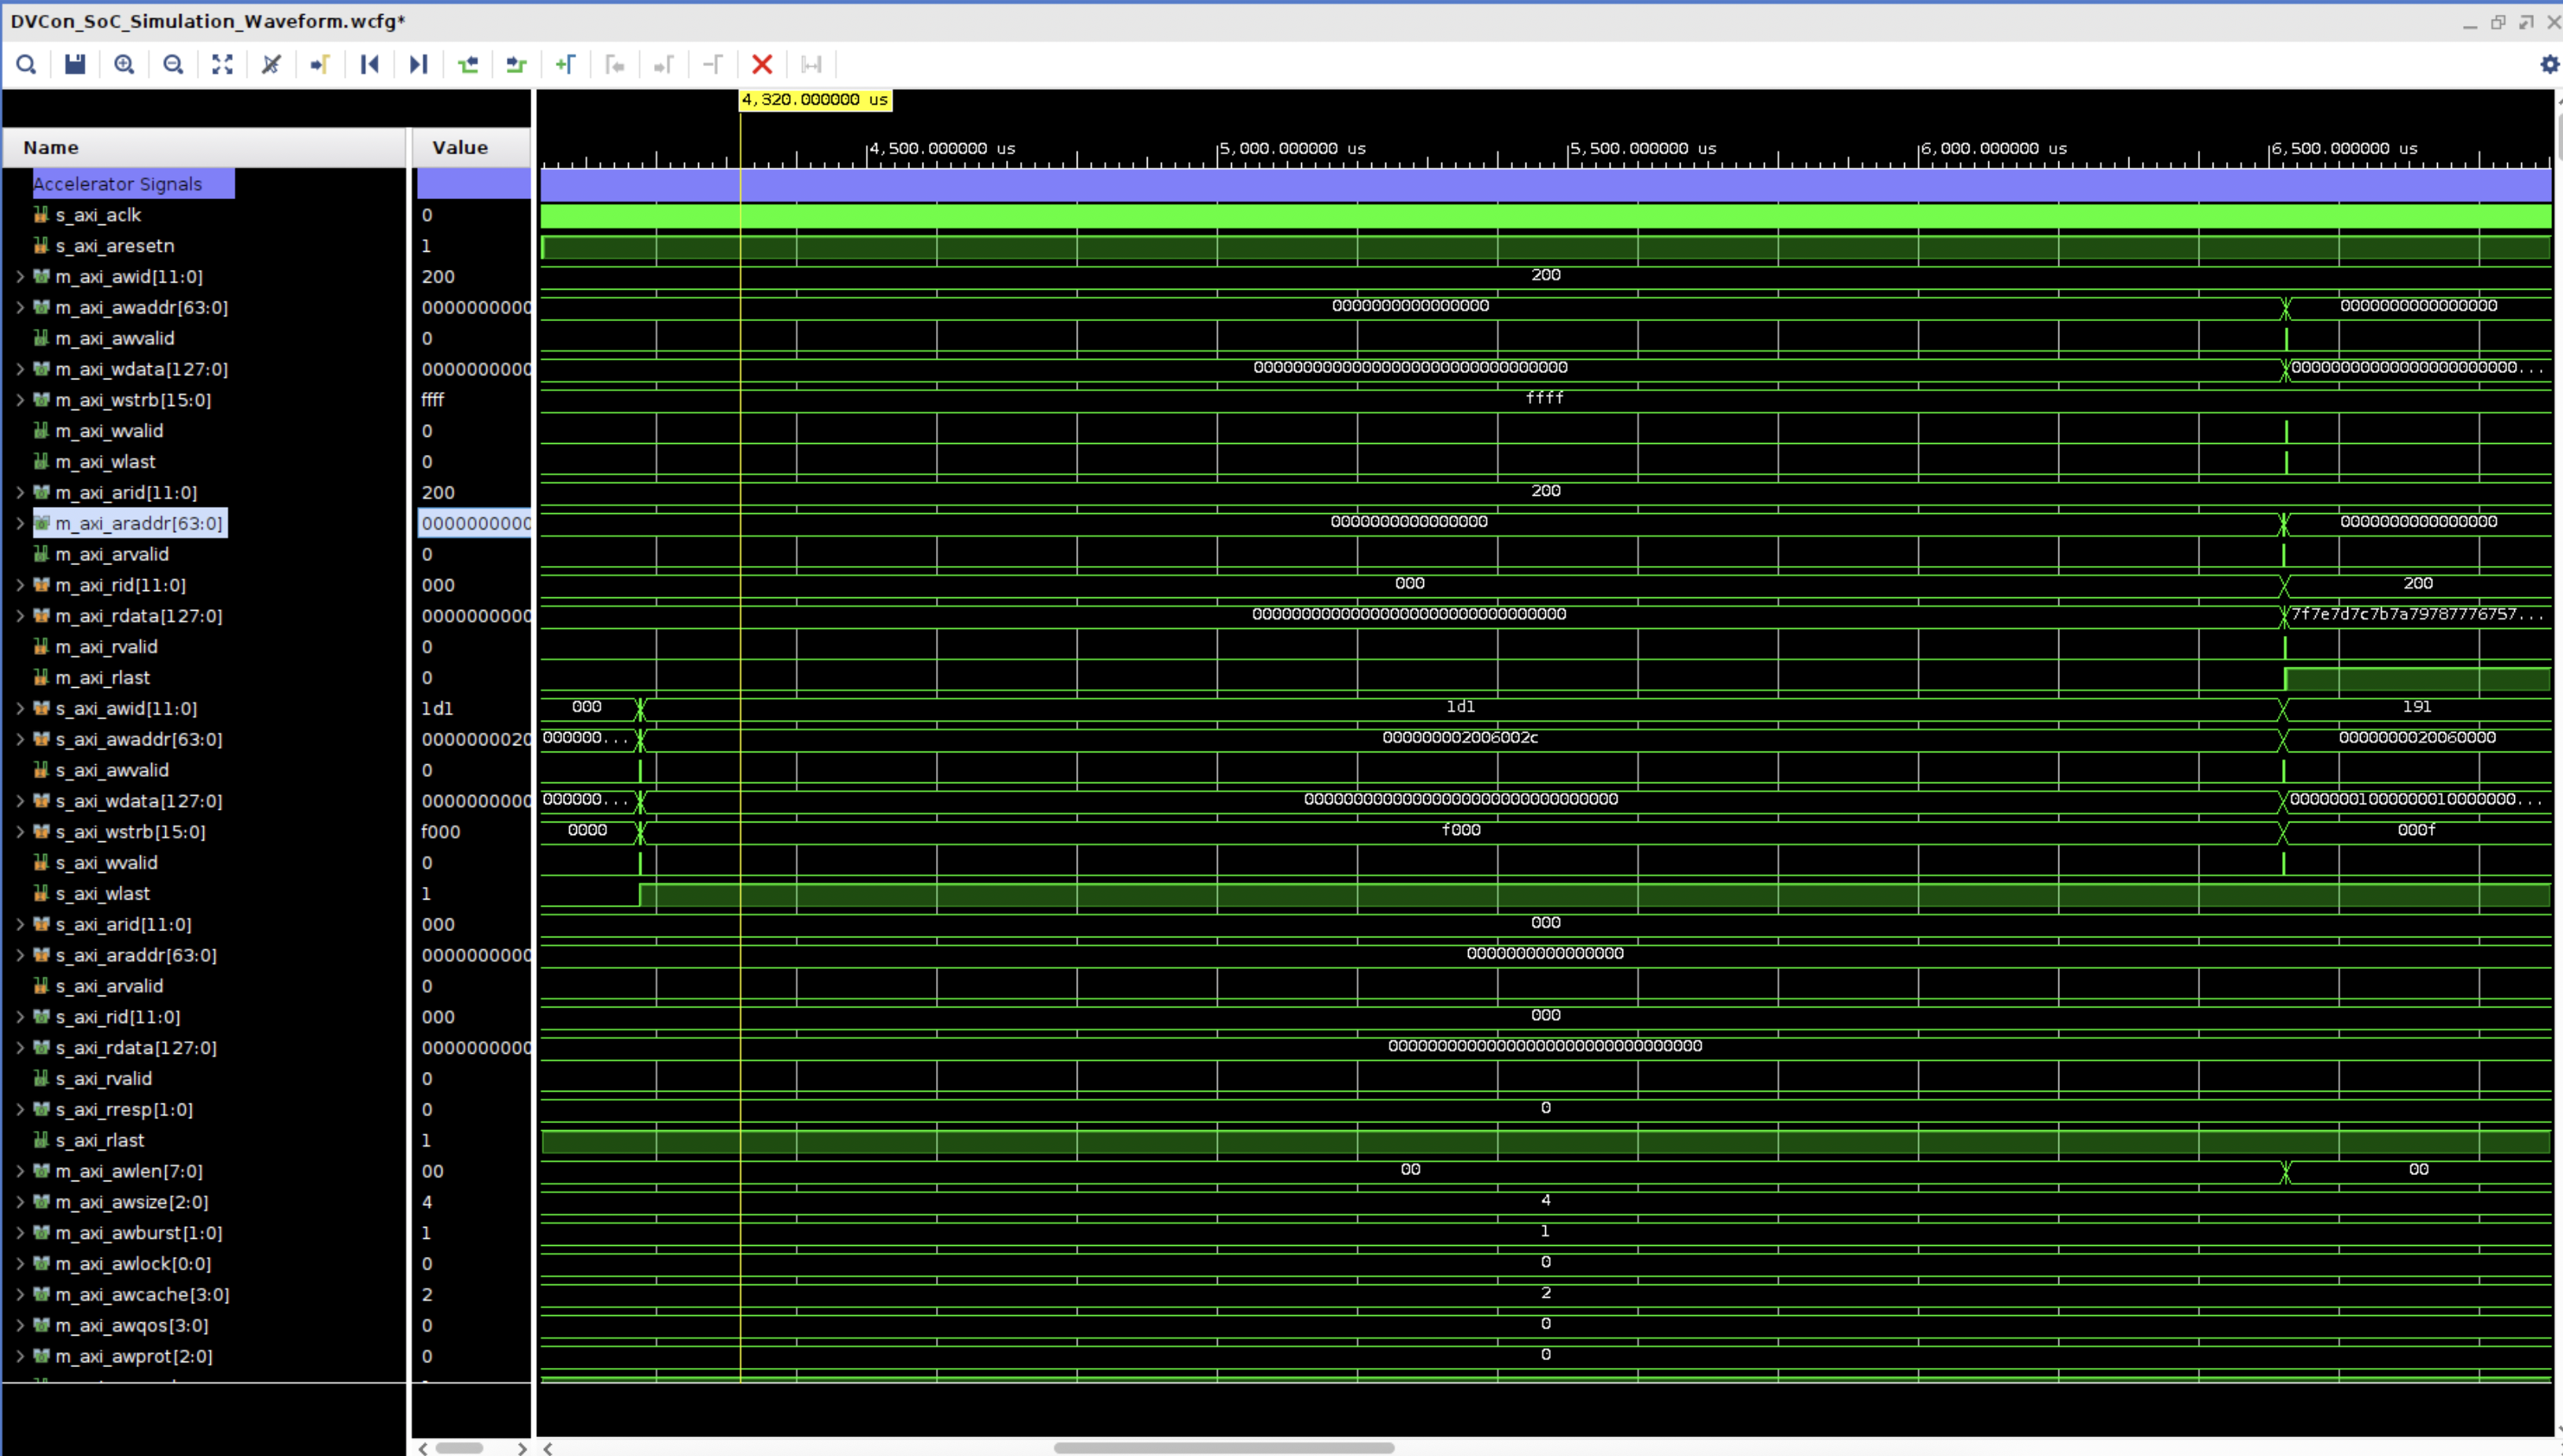 DVCon_SoC_Simulation_Waveform.wcfg*
4,320.000000 us
Name Value 4,500.000000 us 5,000.000000 us 5,500.000000 us 6,000.000000 us 6,500.000000 us
Accelerator Signals
s_axi_aclk 0
s_axi_aresetn 1
m_axi_awid[11:0] 200 200
m_axi_awaddr[63:0] 0000000000 0000000000000000 0000000000000000
m_axi_awvalid 0
m_axi_wdata[127:0] 0000000000 00000000000000000000000000000000 00000000000000000000000...
m_axi_wstrb[15:0] ffff ffff
m_axi_wvalid 0
m_axi_wlast 0
m_axi_arid[11:0] 200 200
m_axi_araddr[63:0] 0000000000 0000000000000000 0000000000000000
m_axi_arvalid 0
m_axi_rid[11:0] 000 000 200
m_axi_rdata[127:0] 0000000000 00000000000000000000000000000000 7f7e7d7c7b7a79787776757...
m_axi_rvalid 0
m_axi_rlast 0
s_axi_awid[11:0] 1d1 000 1d1 191
s_axi_awaddr[63:0] 0000000020 000000... 000000002006002c 0000000020060000
s_axi_awvalid 0
s_axi_wdata[127:0] 0000000000 000000... 00000000000000000000000000000000 00000001000000010000000...
s_axi_wstrb[15:0] f000 0000 f000 000f
s_axi_wvalid 0
s_axi_wlast 1
s_axi_arid[11:0] 000 000
s_axi_araddr[63:0] 0000000000 0000000000000000
s_axi_arvalid 0
s_axi_rid[11:0] 000 000
s_axi_rdata[127:0] 0000000000 00000000000000000000000000000000
s_axi_rvalid 0
s_axi_rresp[1:0] 0 0
s_axi_rlast 1
m_axi_awlen[7:0] 00 00 00
m_axi_awsize[2:0] 4 4
m_axi_awburst[1:0] 1 1
m_axi_awlock[0:0] 0 0
m_axi_awcache[3:0] 2 2
m_axi_awqos[3:0] 0 0
m_axi_awprot[2:0] 0 0